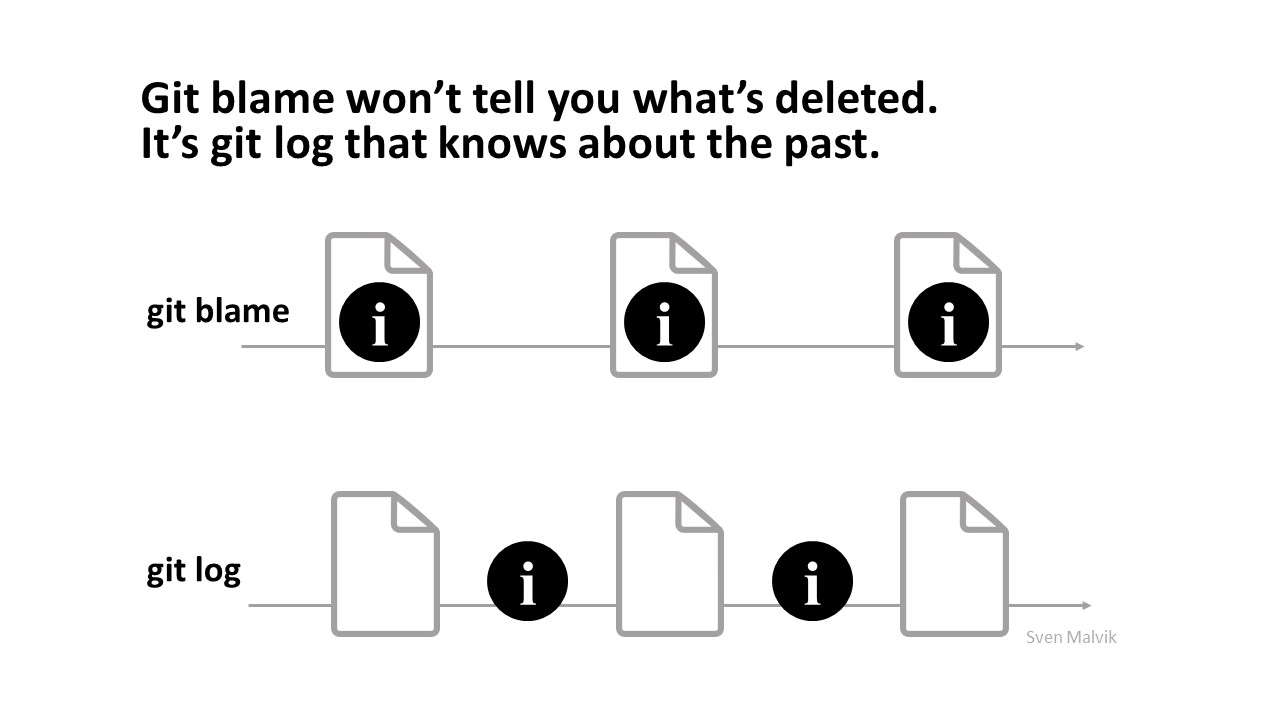 Git blame won’t tell you what’s deleted.
It’s git log that knows about the past.
git blame
i
i
i
git log
i
i
Sven Malvik